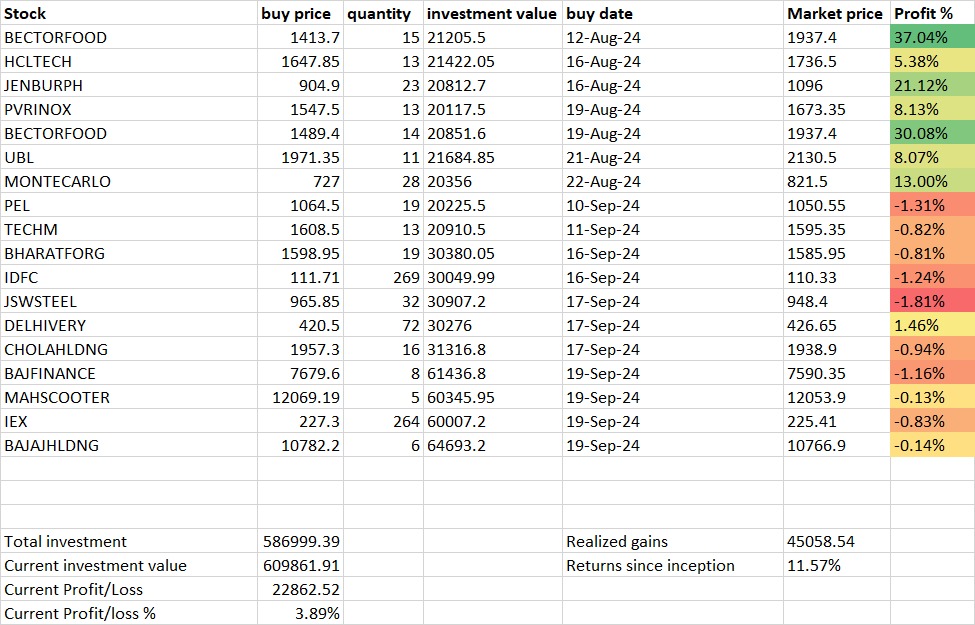 Stock buy price quantity investment value buy date Market price Profit %
BECTORFOOD 1413.7 15 21205.5 12-Aug-24 1937.4 37.04%
HCLTECH 1647.85 13 21422.05 16-Aug-24 1736.5 5.38%
JENBURPH 904.9 23 20812.7 16-Aug-24 1096 21.12%
PVRINOX 1547.5 13 20117.5 19-Aug-24 1673.35 8.13%
BECTORFOOD 1489.4 14 20851.6 19-Aug-24 1937.4 30.08%
UBL 1971.35 11 21684.85 21-Aug-24 2130.5 8.07%
MONTECARLO 727 28 20356 22-Aug-24 821.5 13.00%
PEL 1064.5 19 20225.5 10-Sep-24 1050.55 -1.31%
TECHM 1608.5 13 20910.5 11-Sep-24 1595.35 -0.82%
BHARATFORG 1598.95 19 30380.05 16-Sep-24 1585.95 -0.81%
IDFC 111.71 269 30049.99 16-Sep-24 110.33 -1.24%
JSWSTEEL 965.85 32 30907.2 17-Sep-24 948.4 -1.81%
DELHIVERY 420.5 72 30276 17-Sep-24 426.65 1.46%
CHOLAHLDNG 1957.3 16 31316.8 17-Sep-24 1938.9 -0.94%
BAJFINANCE 7679.6 8 61436.8 19-Sep-24 7590.35 -1.16%
MAHSCOOTER 12069.19 5 60345.95 19-Sep-24 12053.9 -0.13%
IEX 227.3 264 60007.2 19-Sep-24 225.41 -0.83%
BAJAJHLDNG 10782.2 6 64693.2 19-Sep-24 10766.9 -0.14%
Total investment 586999.39 Realized gains 45058.54
Current investment value 609861.91 Returns since inception 11.57%
Current Profit/Loss 22862.52
Current Profit/loss % 3.89%